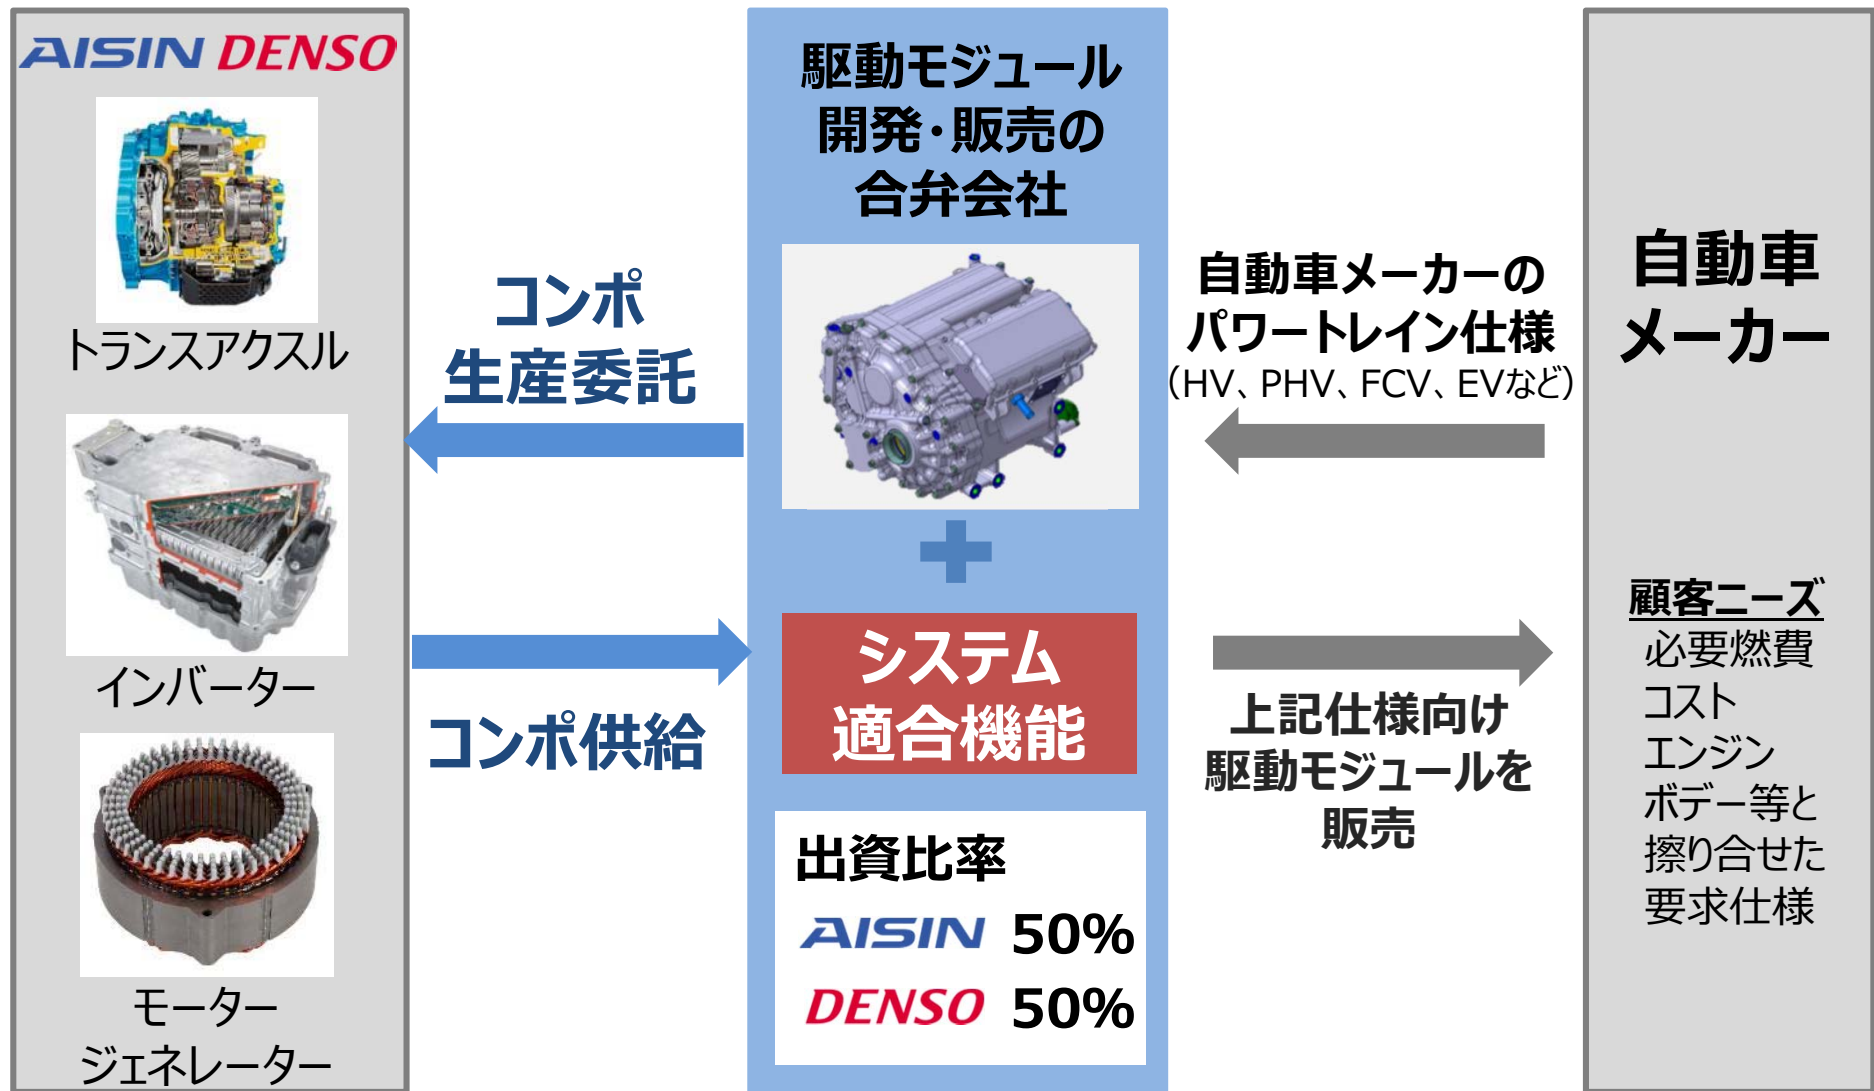 AISIN DENSO
トランスアクスル
インバーター
モーター
ジェネレーター
コンポ
生産委託
コンポ供給
駆動モジュール
開発・販売の
合弁会社
システム
適合機能
出資比率
AISIN 50%
DENSO 50%
自動車メーカーの
パワートレイン仕様
（HV、PHV、FCV、EVなど）
上記仕様向け
駆動モジュールを
販売
自動車
メーカー
顧客ニーズ
必要燃費
コスト
エンジン
ボデー等と
擦り合せた
要求仕様